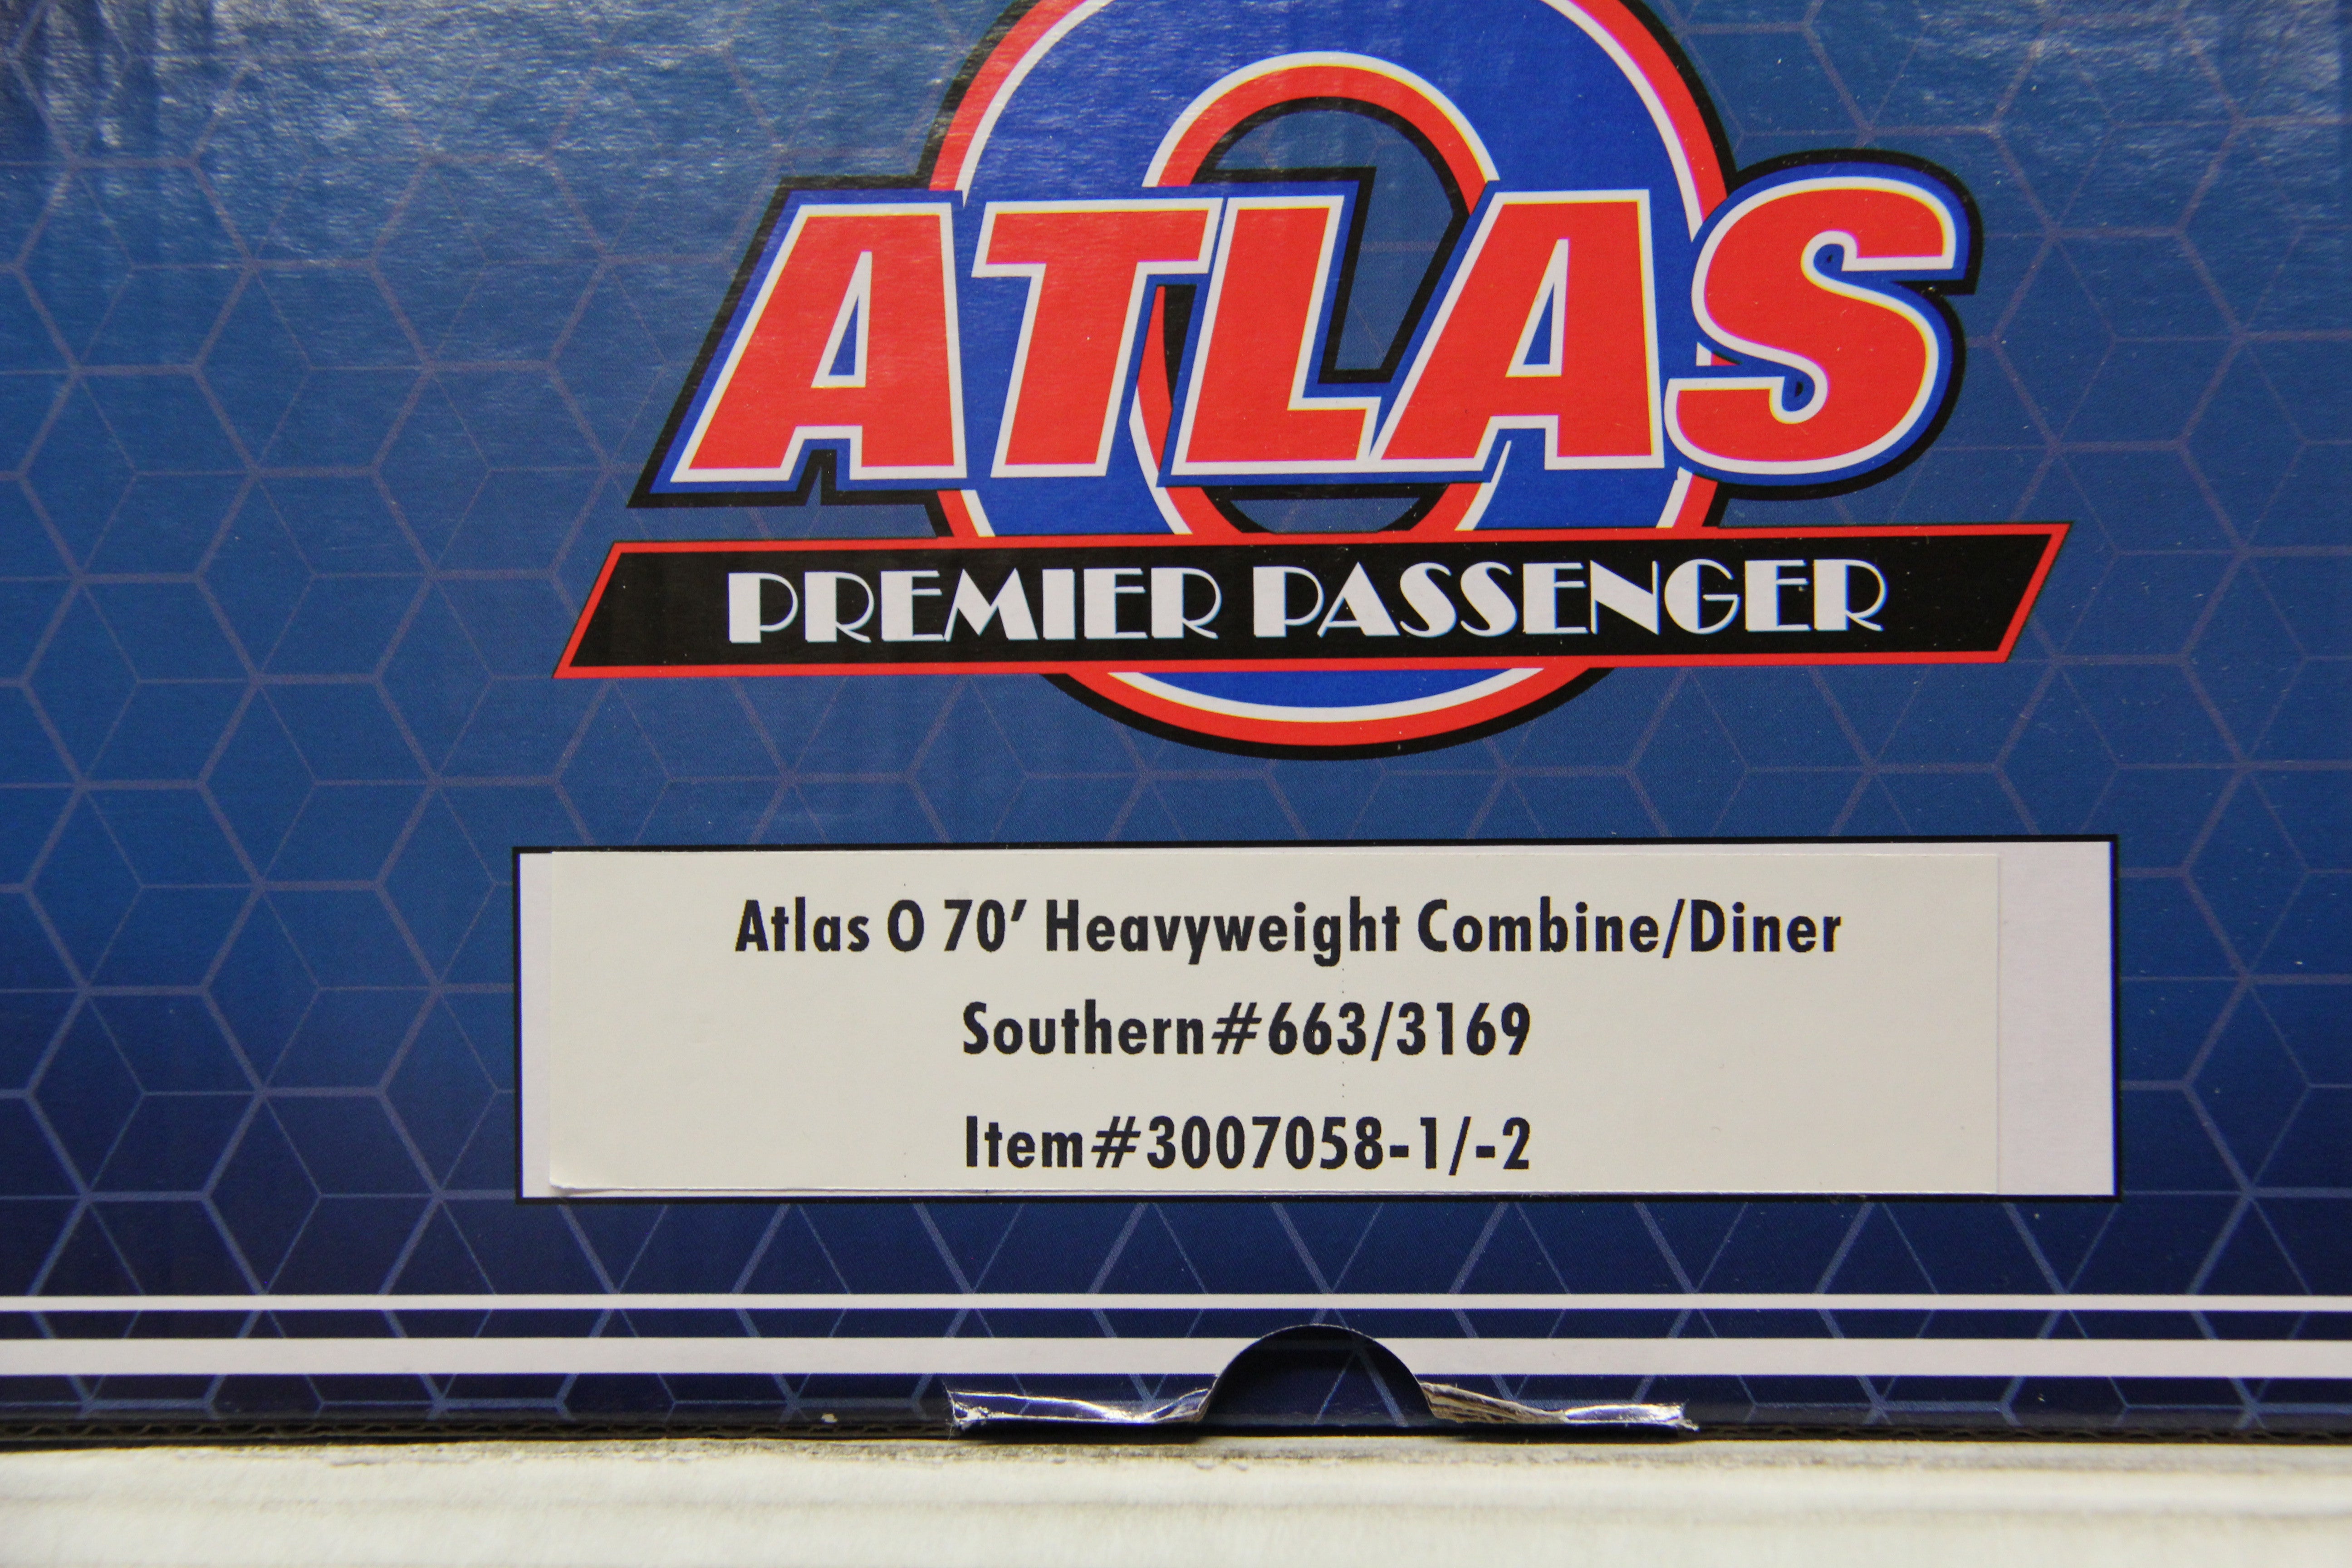 ATLAS
PREMIER PASSENGER
Atlas O 70' Heavyweight Combine/Diner
Southern#663/3169
Item#3007058-1/-2